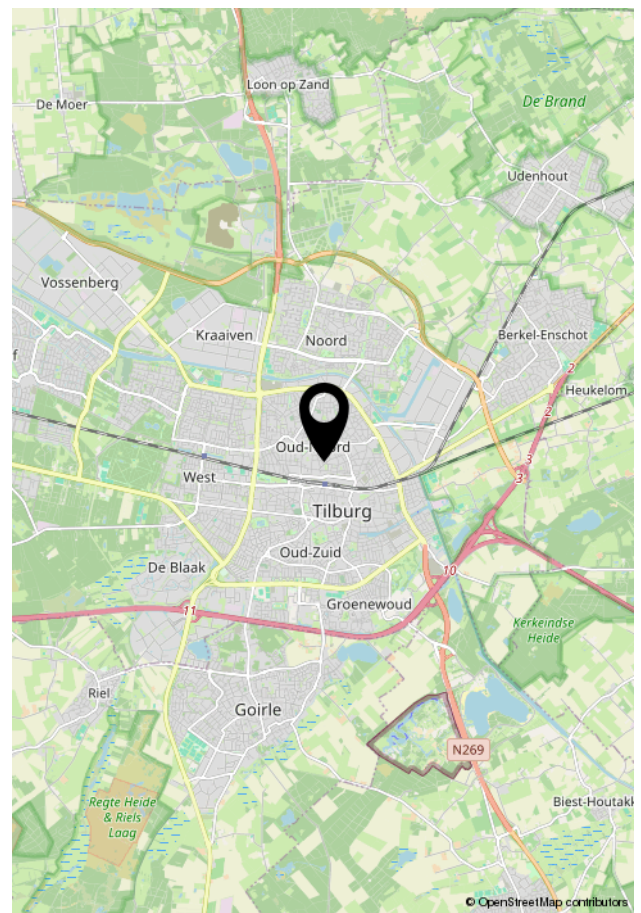 Loon op Zand
De Moer
De Brand
Udenhout
Vossenberg
Kraaiven
Noord
Berkel-Enschot
f
2
Heukelom
2
Oud-Noord
3
West
3
Tilburg
Oud-Zuid
De Blaak
10
Groenewoud
11
Kerkeindse
Heide
Riel
Goirle
N269
Regte Heide
& Riels
Laag
Biest-Houtakk
© OpenStreetMap contributors